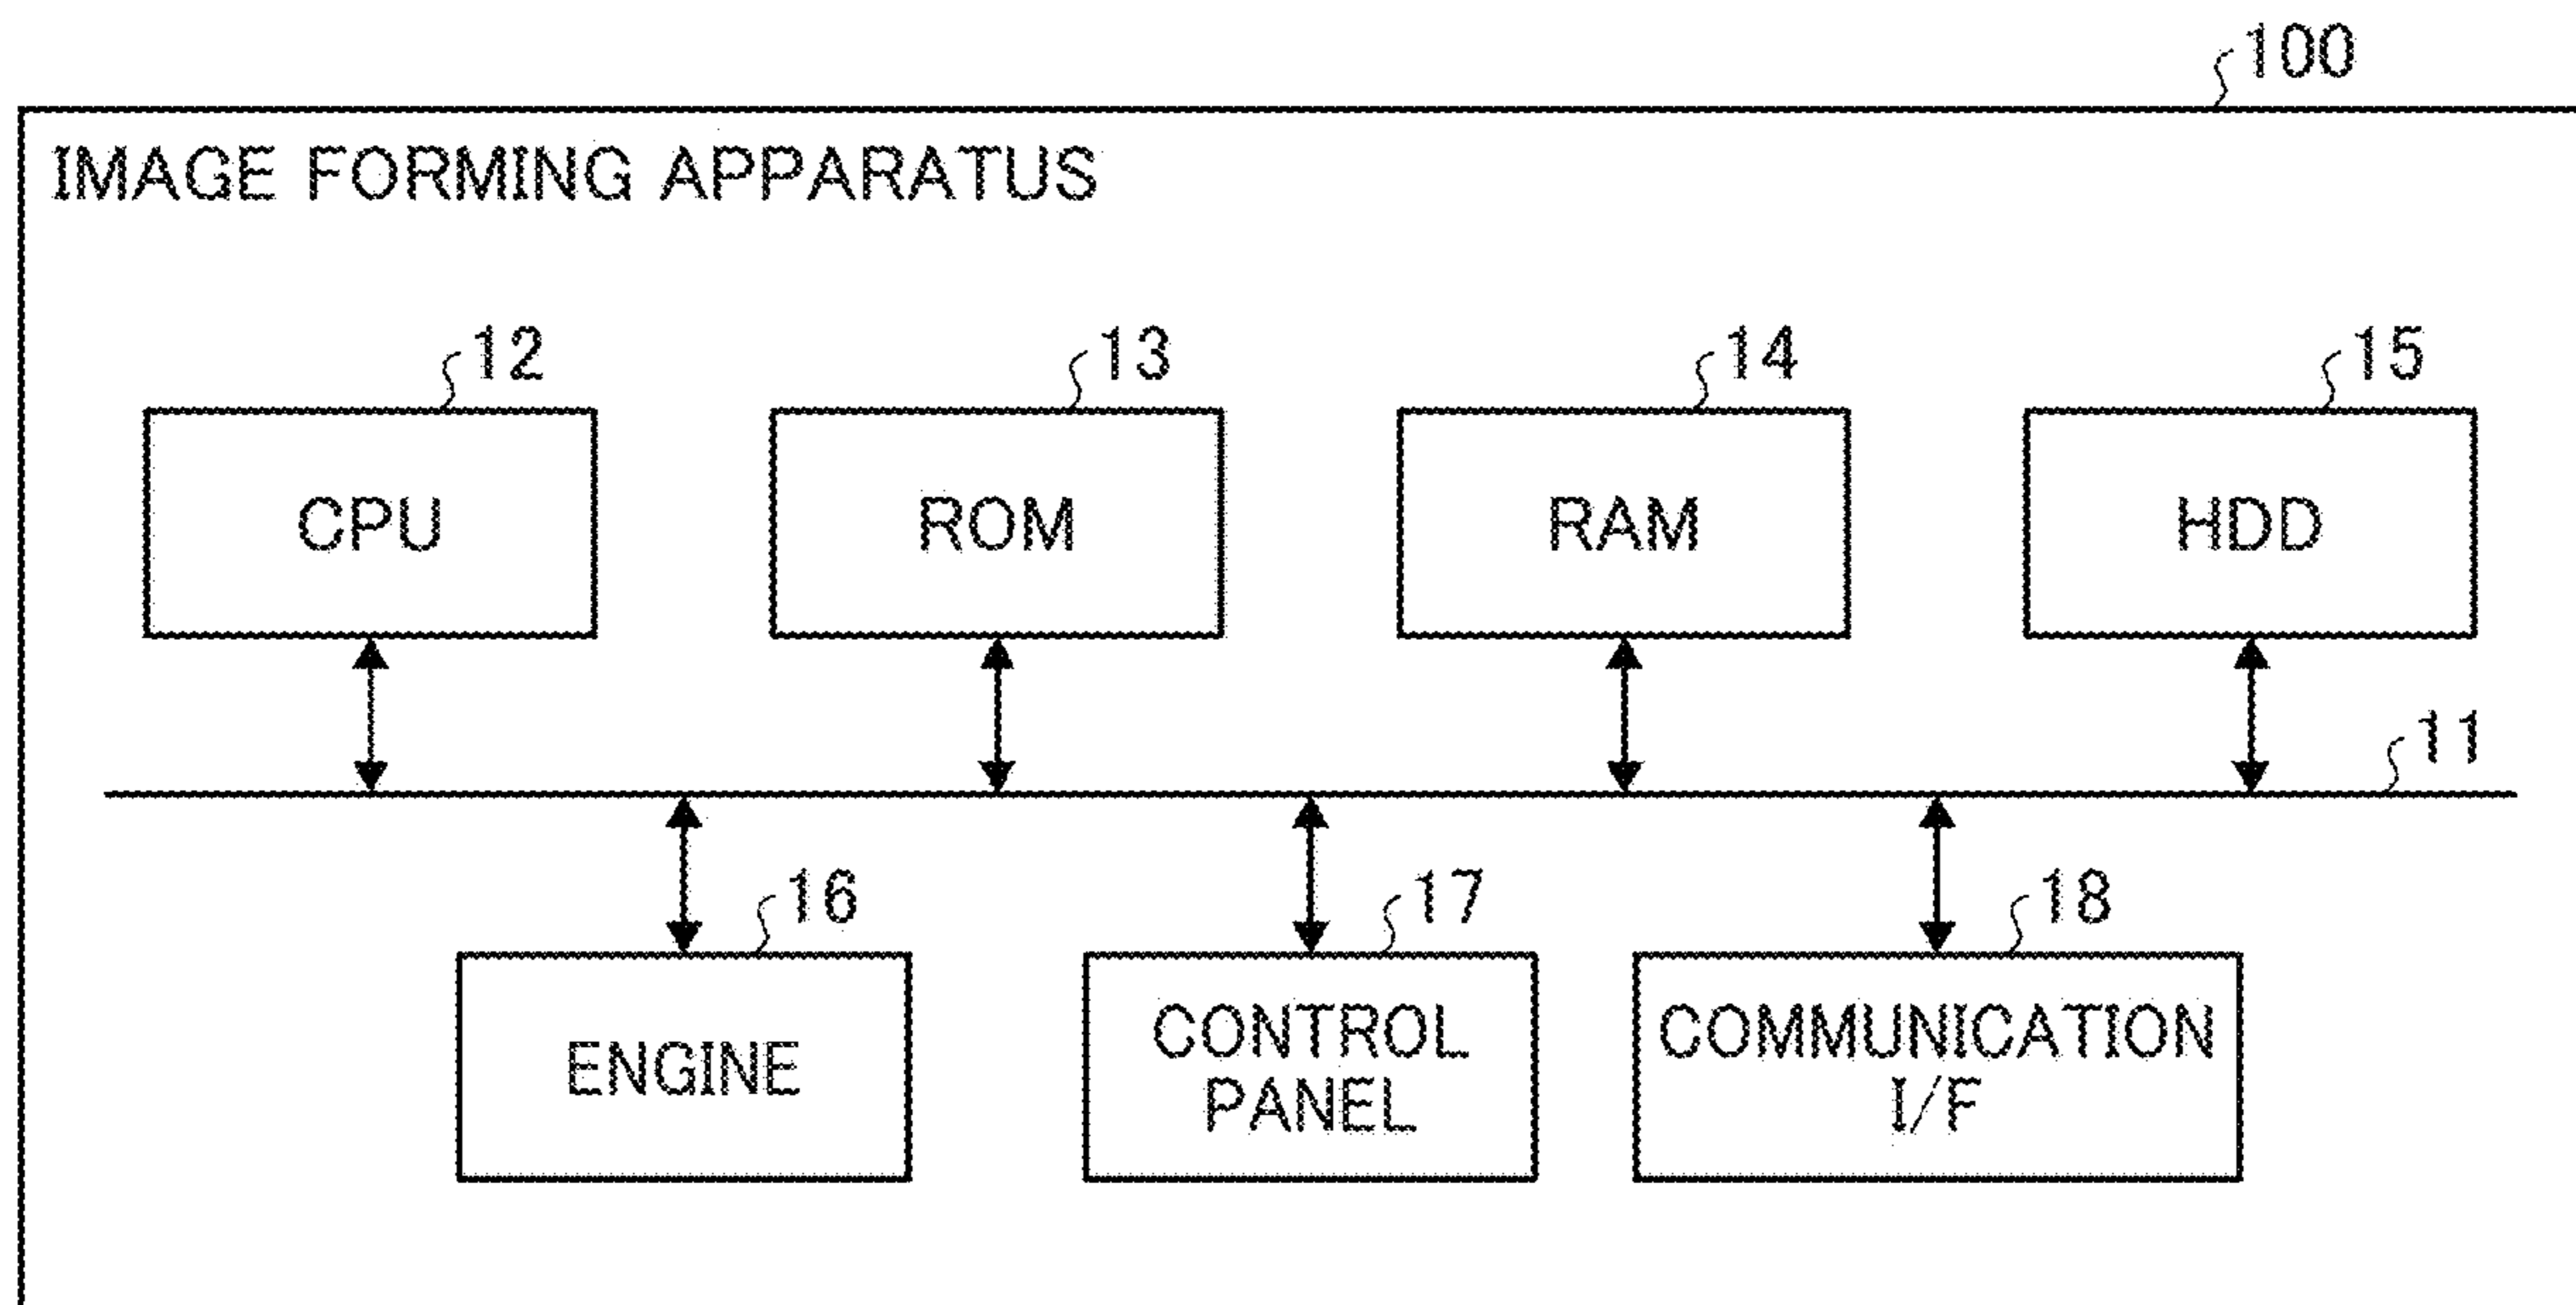 100
IMAGE FORMING APPARATUS
12
13
14
15
CPU
ROM
RAM
HDD
11
16
17
18
ENGINE
CONTROL
PANEL
COMMUNICATION
I/F